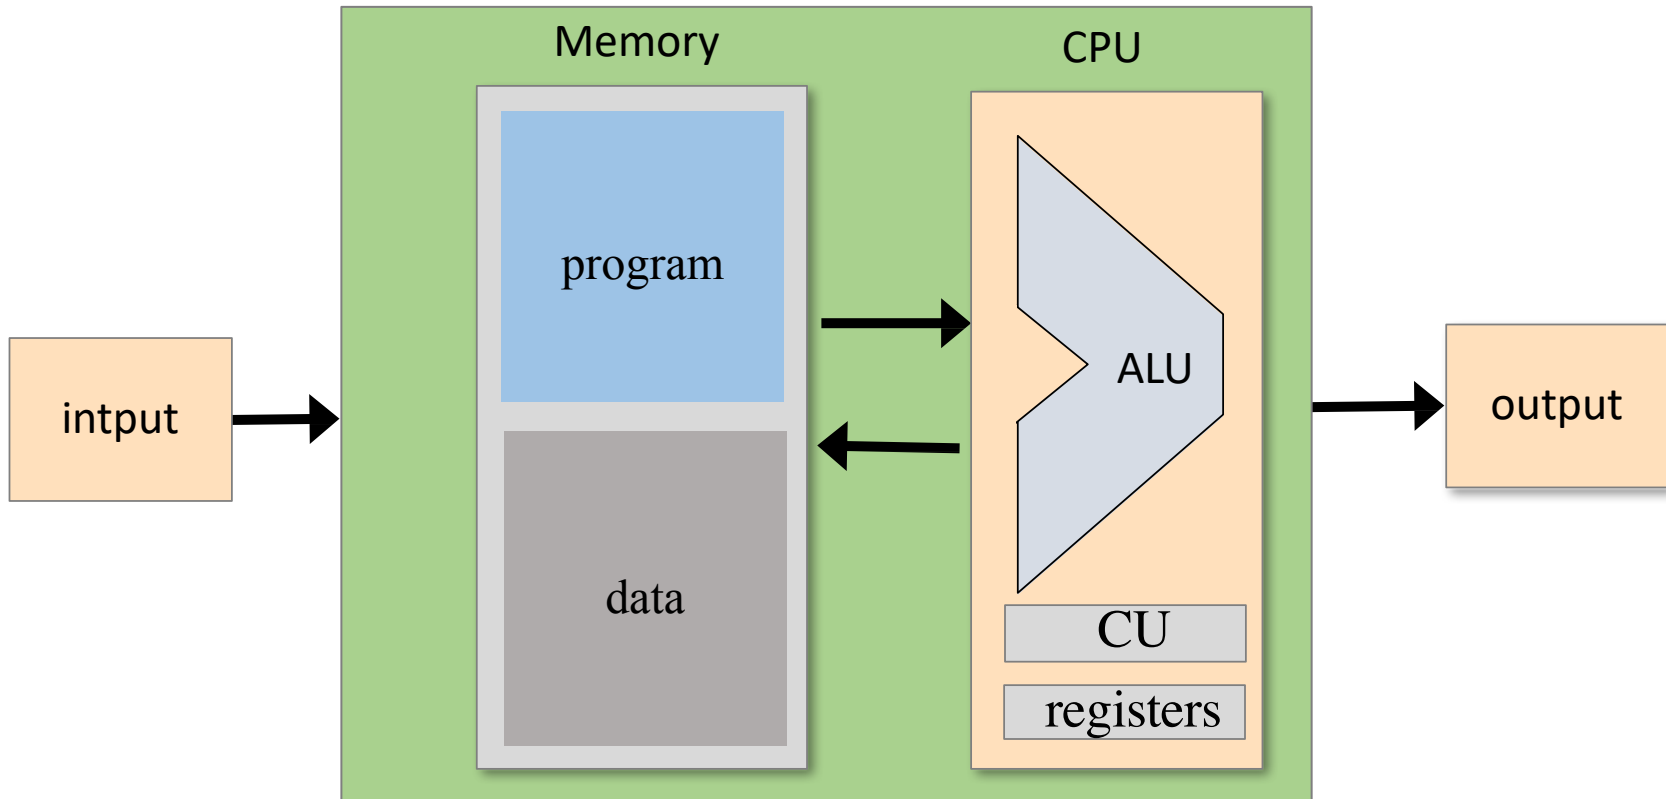 Memory
CPU
program
ALU
intput
output
data
CU
registers